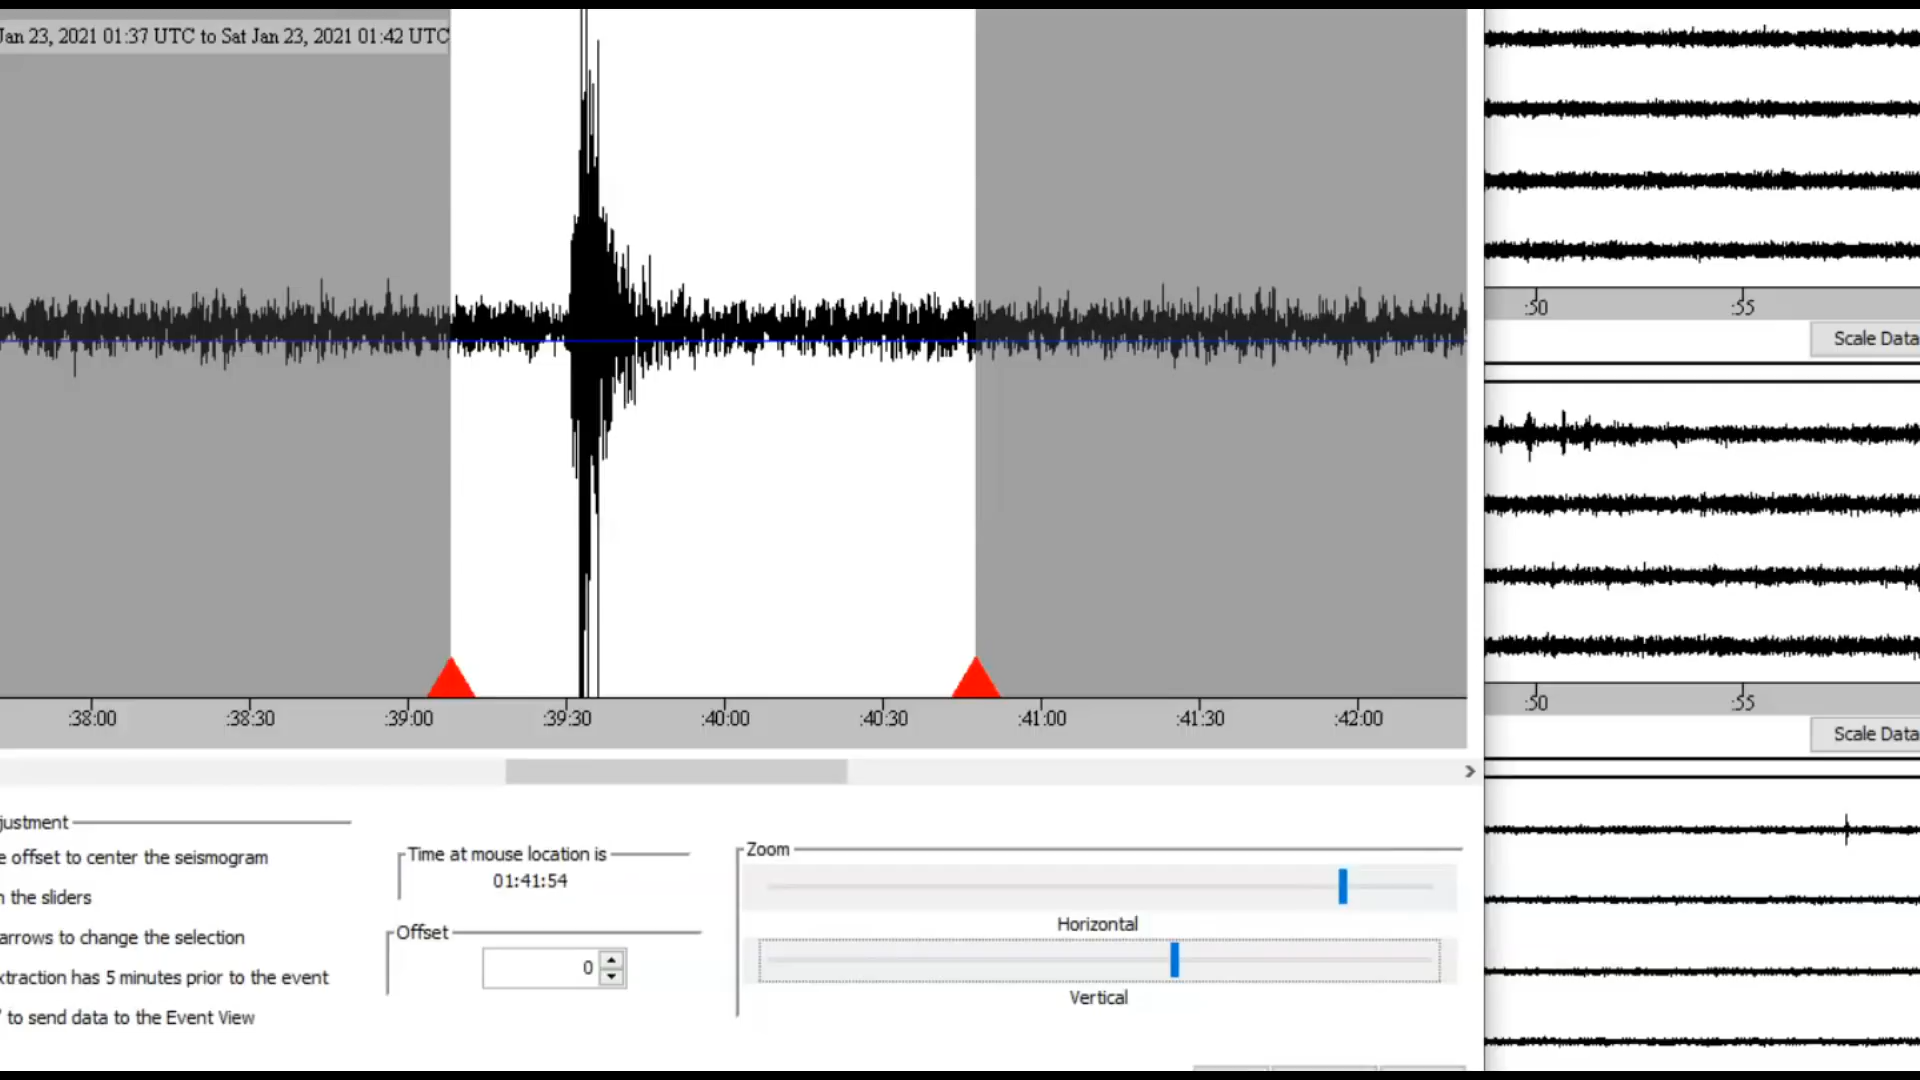 Jan 23, 2021 01:37 UTC to Sat Jan 23, 2021 01:42 UTC
:38:00 :38:30 :39:00 :39:30 :40:00 :40:30 :41:00 :41:30 :42:00
:50 :55
Scale Data
:50 :55
Scale Data
justment
e offset to center the seismogram
n the sliders
arrows to change the selection
xtraction has 5 minutes prior to the event
' to send data to the Event View
Time at mouse location is
01:41:54
Offset
0
Zoom
Horizontal
Vertical